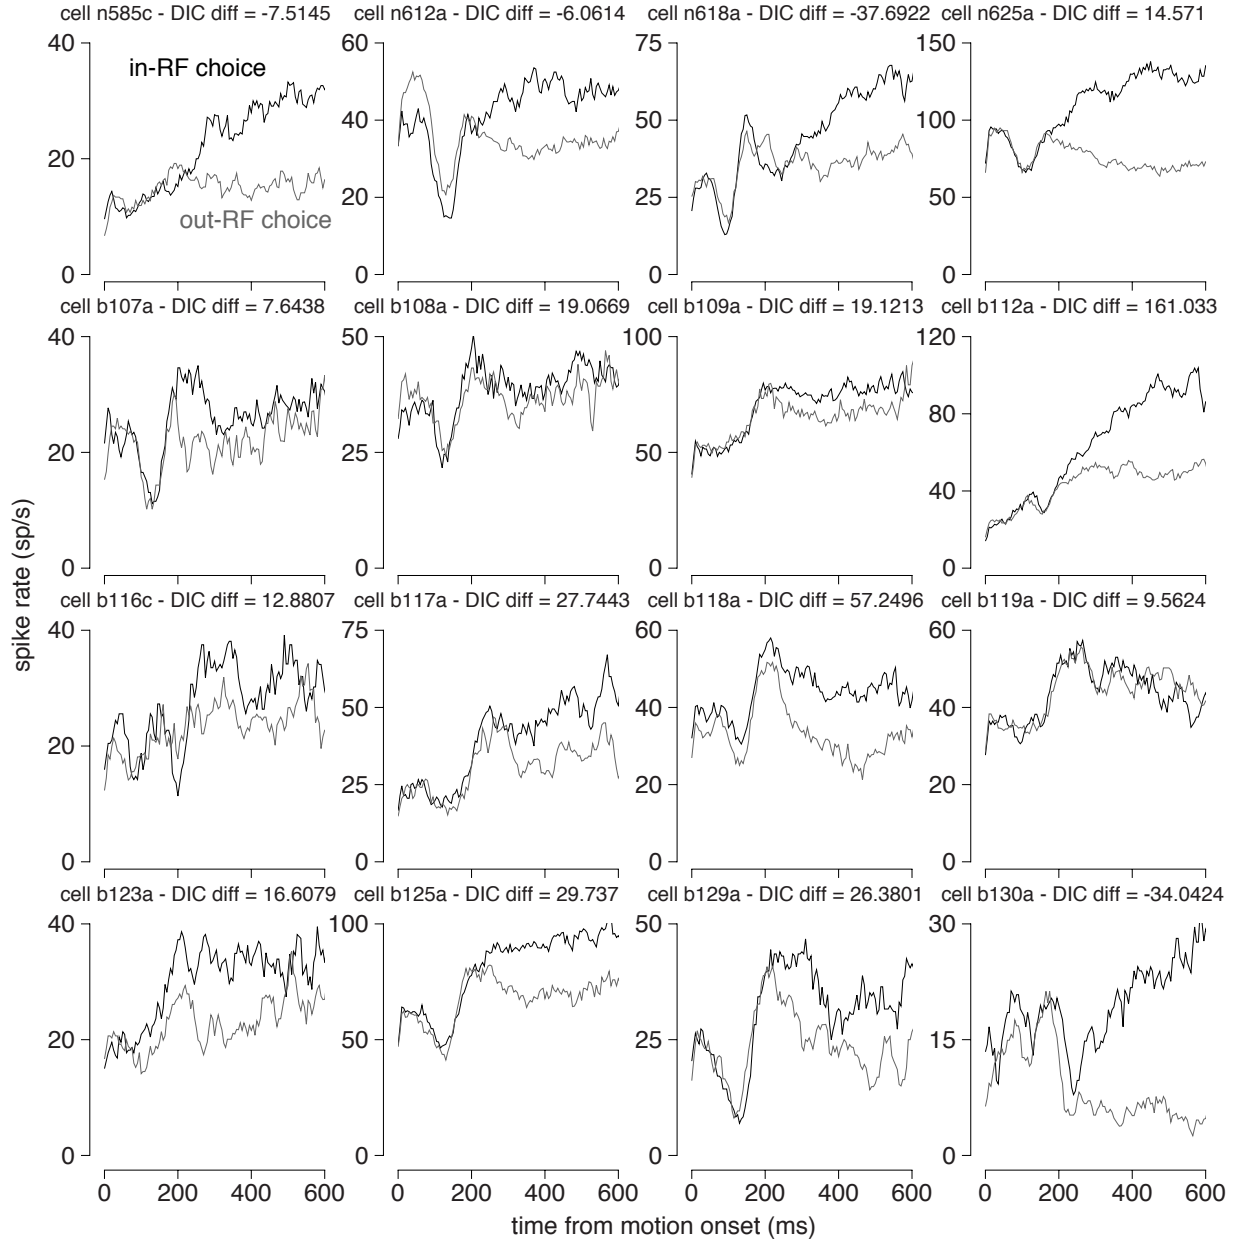 cell n585c - DIC diff = -7.5145
cell n612a - DIC diff = -6.0614
cell n618a - DIC diff = -37.6922
cell n625a - DIC diff = 14.571
40
20
0
in-RF choice
out-RF choice
60
40
20
0
75
50
25
0
150
100
50
0
cell b107a - DIC diff = 7.6438
cell b108a - DIC diff = 19.0669
cell b109a - DIC diff = 19.1213
cell b112a - DIC diff = 161.033
40
20
0
50
25
0
100
50
0
120
80
40
0
spike rate (sp/s)
cell b116c - DIC diff = 12.8807
cell b117a - DIC diff = 27.7443
cell b118a - DIC diff = 57.2496
cell b119a - DIC diff = 9.5624
40
20
0
75
50
25
0
60
40
20
0
60
40
20
0
cell b123a - DIC diff = 16.6079
cell b125a - DIC diff = 29.737
cell b129a - DIC diff = 26.3801
cell b130a - DIC diff = -34.0424
40
20
0
100
50
0
50
25
0
30
15
0
0 200 400 600
0 200 400 600
0 200 400 600
0 200 400 600
time from motion onset (ms)